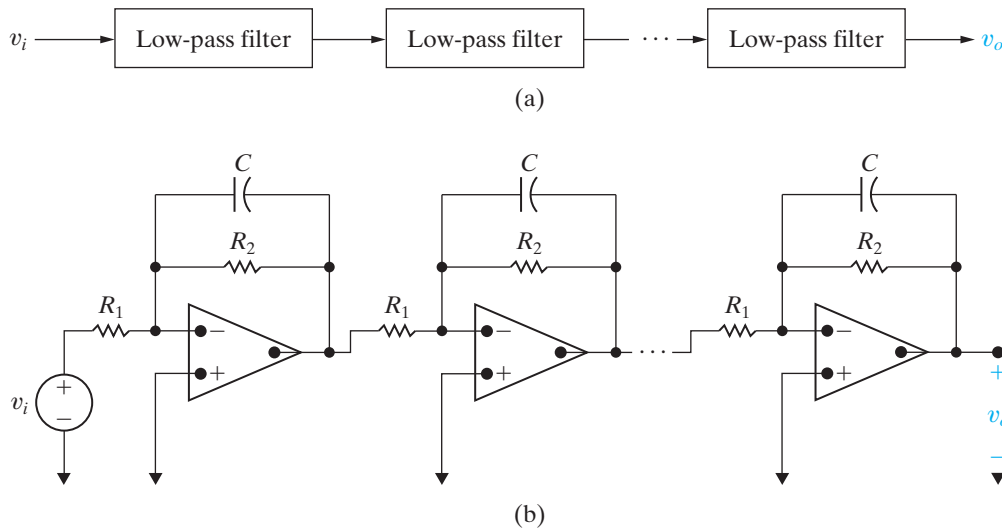 v_i Low-pass filter Low-pass filter ... Low-pass filter v_o
(a)
C C C
R_2 R_2 R_2
R_1 R_1 R_1
− − −
+ + + +
v_i + − ... v_o
−
(b)